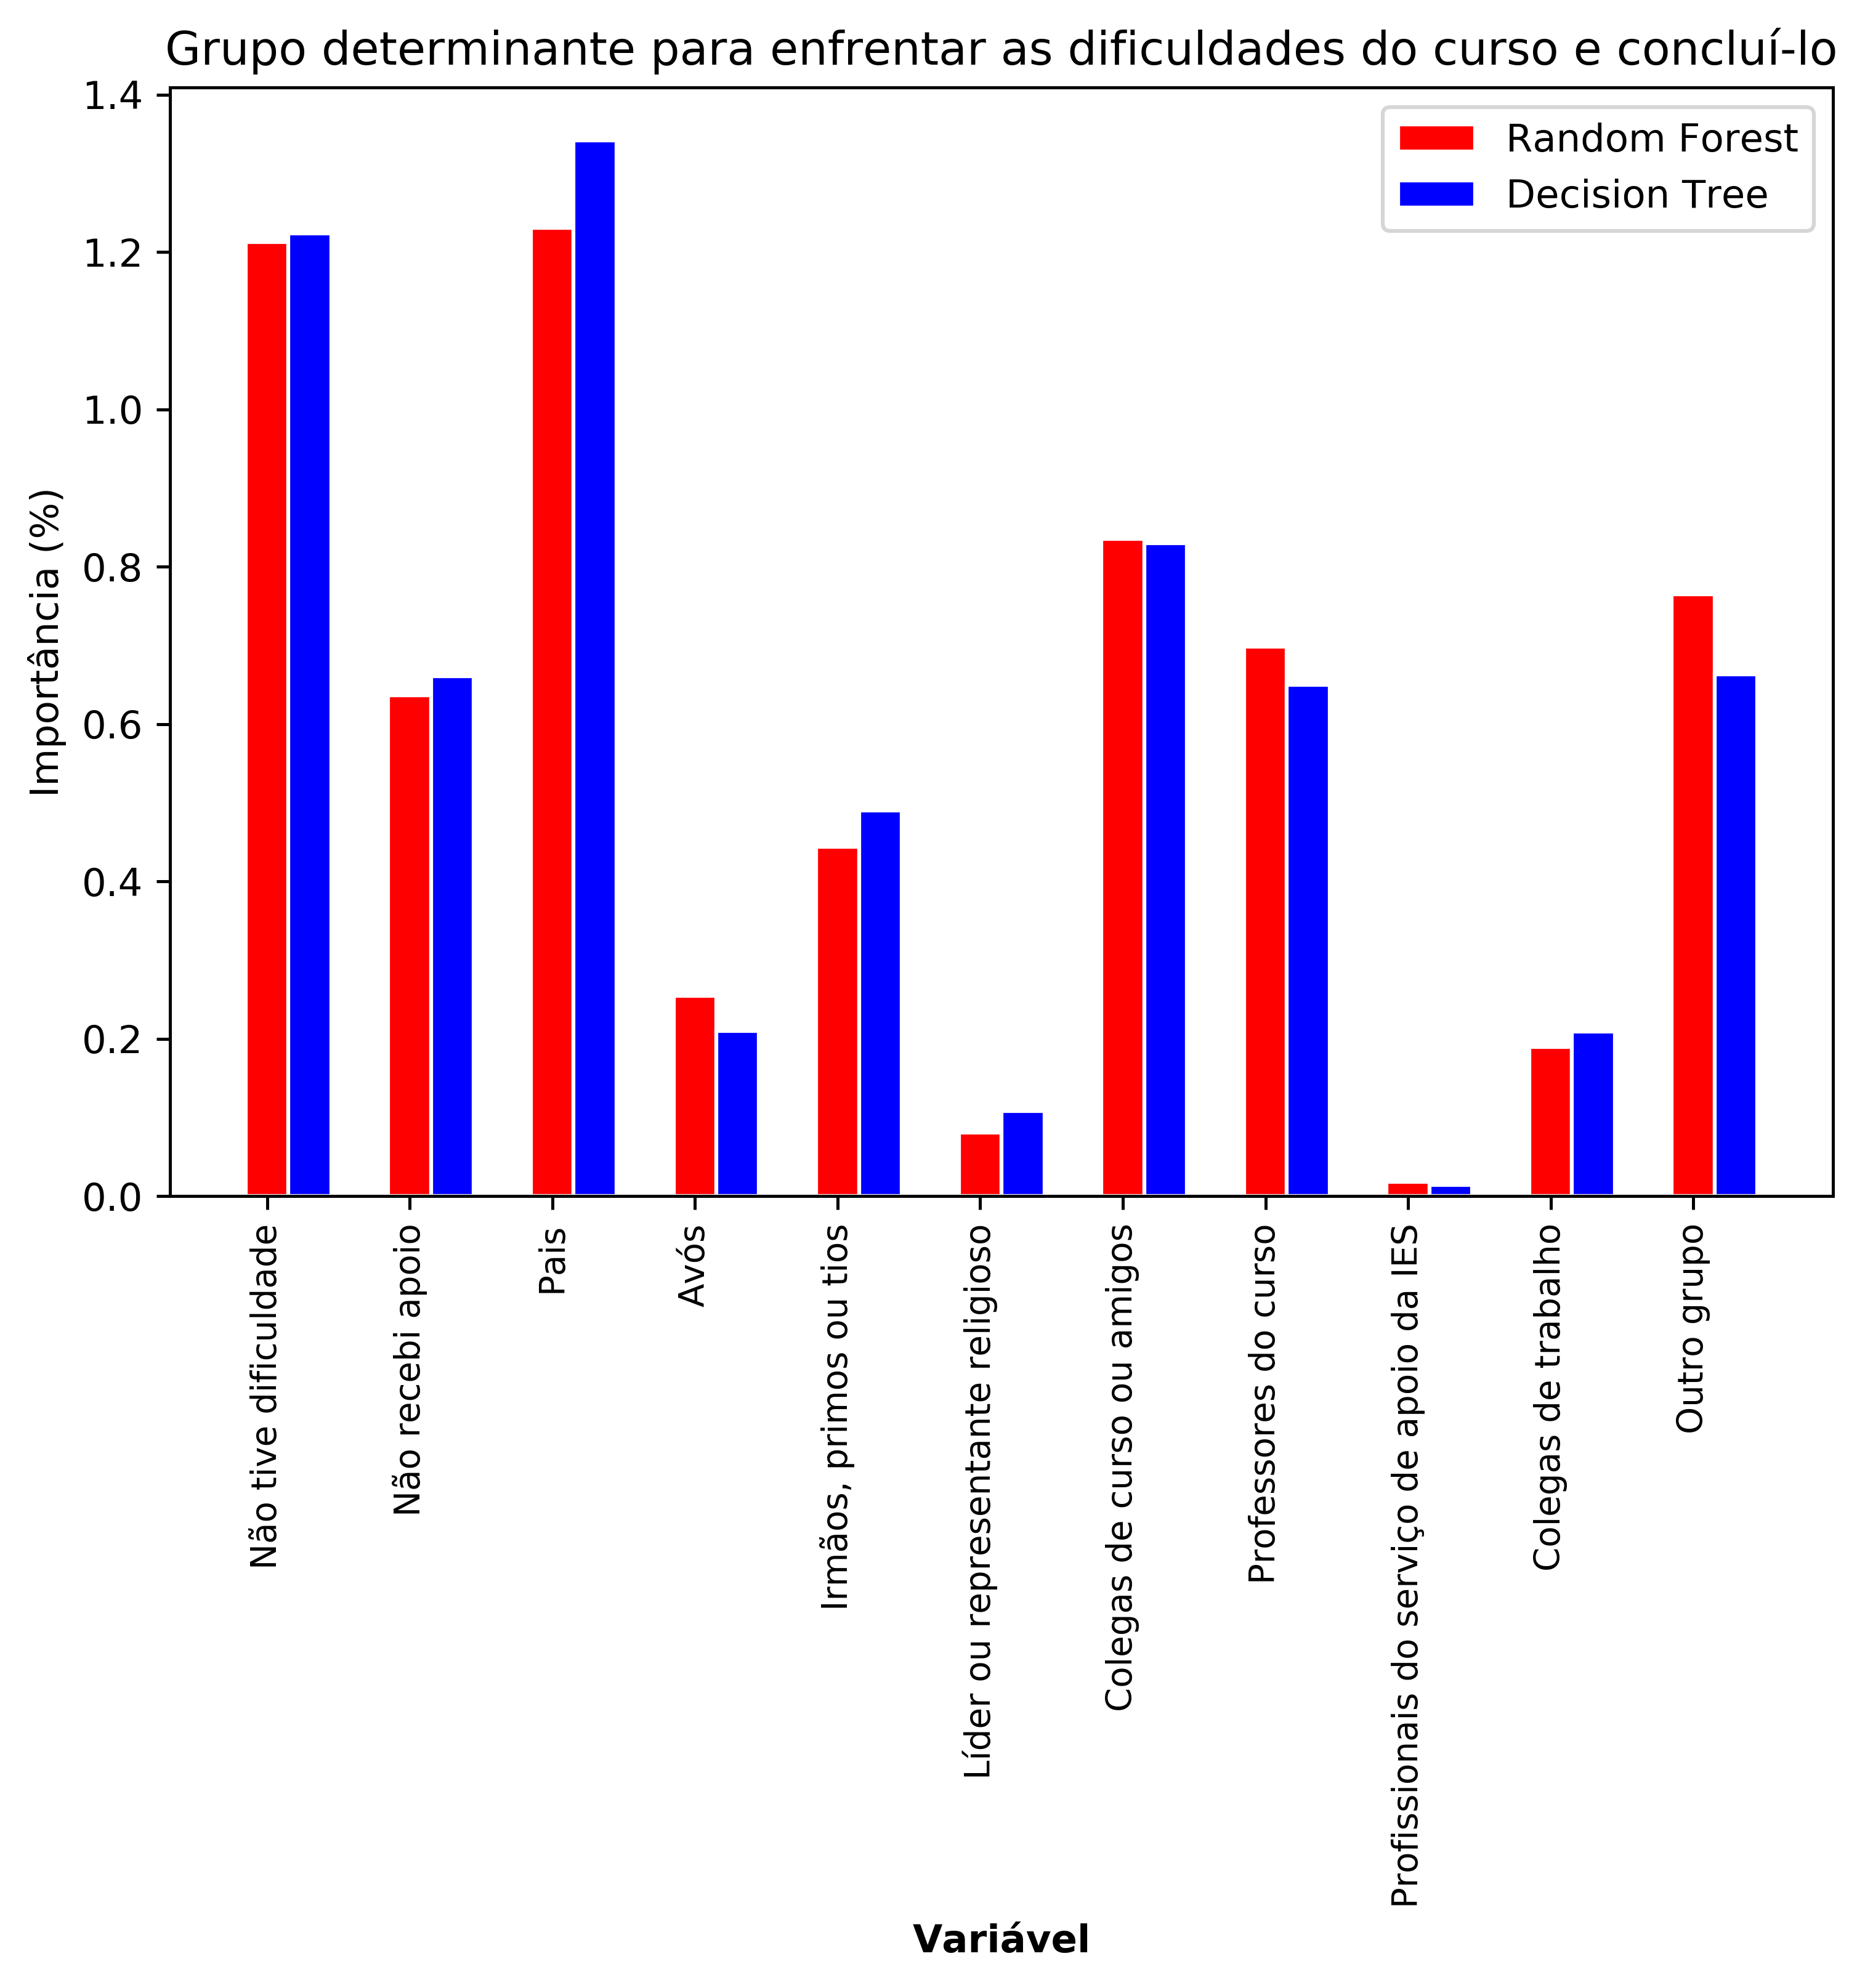 Grupo determinante para enfrentar as dificuldades do curso e concluí-lo
Random Forest
Decision Tree
Importância (%)
1.4
1.2
1.0
0.8
0.6
0.4
0.2
0.0
Não tive dificuldade
Não recebi apoio
Pais
Avós
Irmãos, primos ou tios
Líder ou representante religioso
Colegas de curso ou amigos
Professores do curso
Profissionais do serviço de apoio da IES
Colegas de trabalho
Outro grupo
Variável